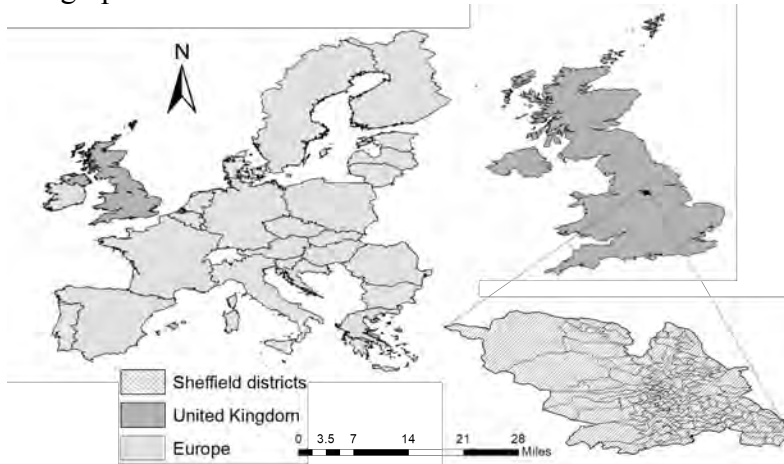 N
Sheffield districts
United Kingdom
Europe
0 3.5 7 14 21 28
Miles